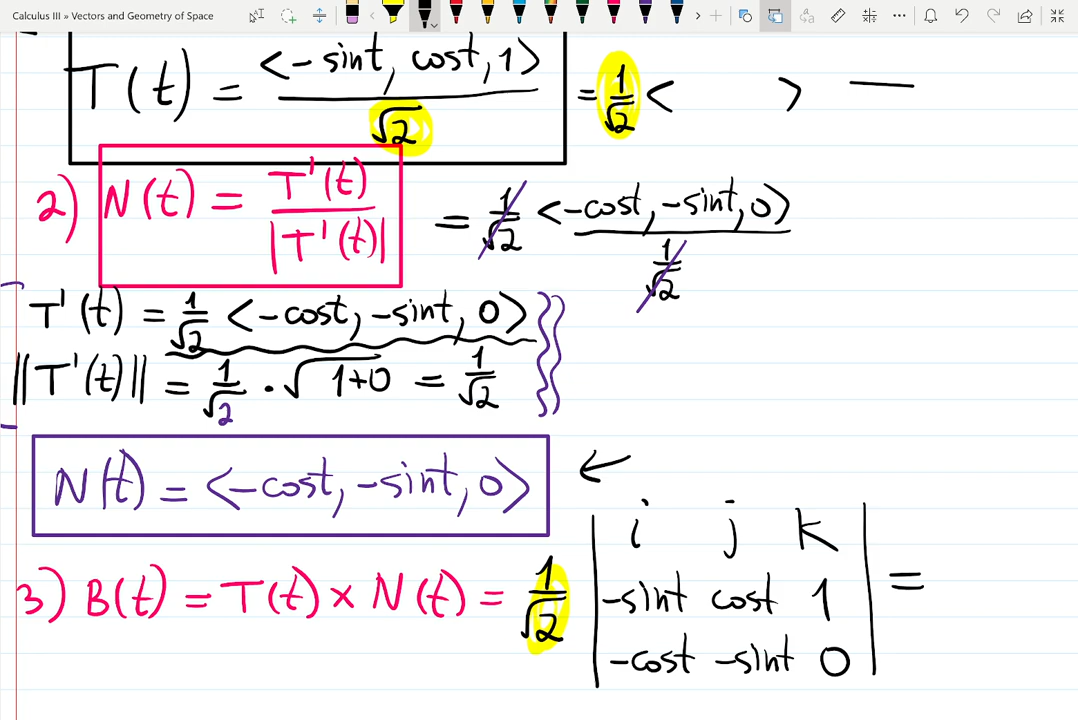 Calculus III » Vectors and Geometry of Space
T(t) = <-sint, cost, 1> / √2 = 1/√2 < > —
2) N(t) = T'(t) / |T'(t)| = 1/√2 <-cost, -sint, 0> / 1/√2
T'(t) = 1/√2 <-cost, -sint, 0>
||T'(t)|| = 1/√2 · √1+0 = 1/√2
N(t) = <-cost, -sint, 0> ←
3) B(t) = T(t) × N(t) = 1/√2 | i j k | =
-sint cost 1
-cost -sint 0